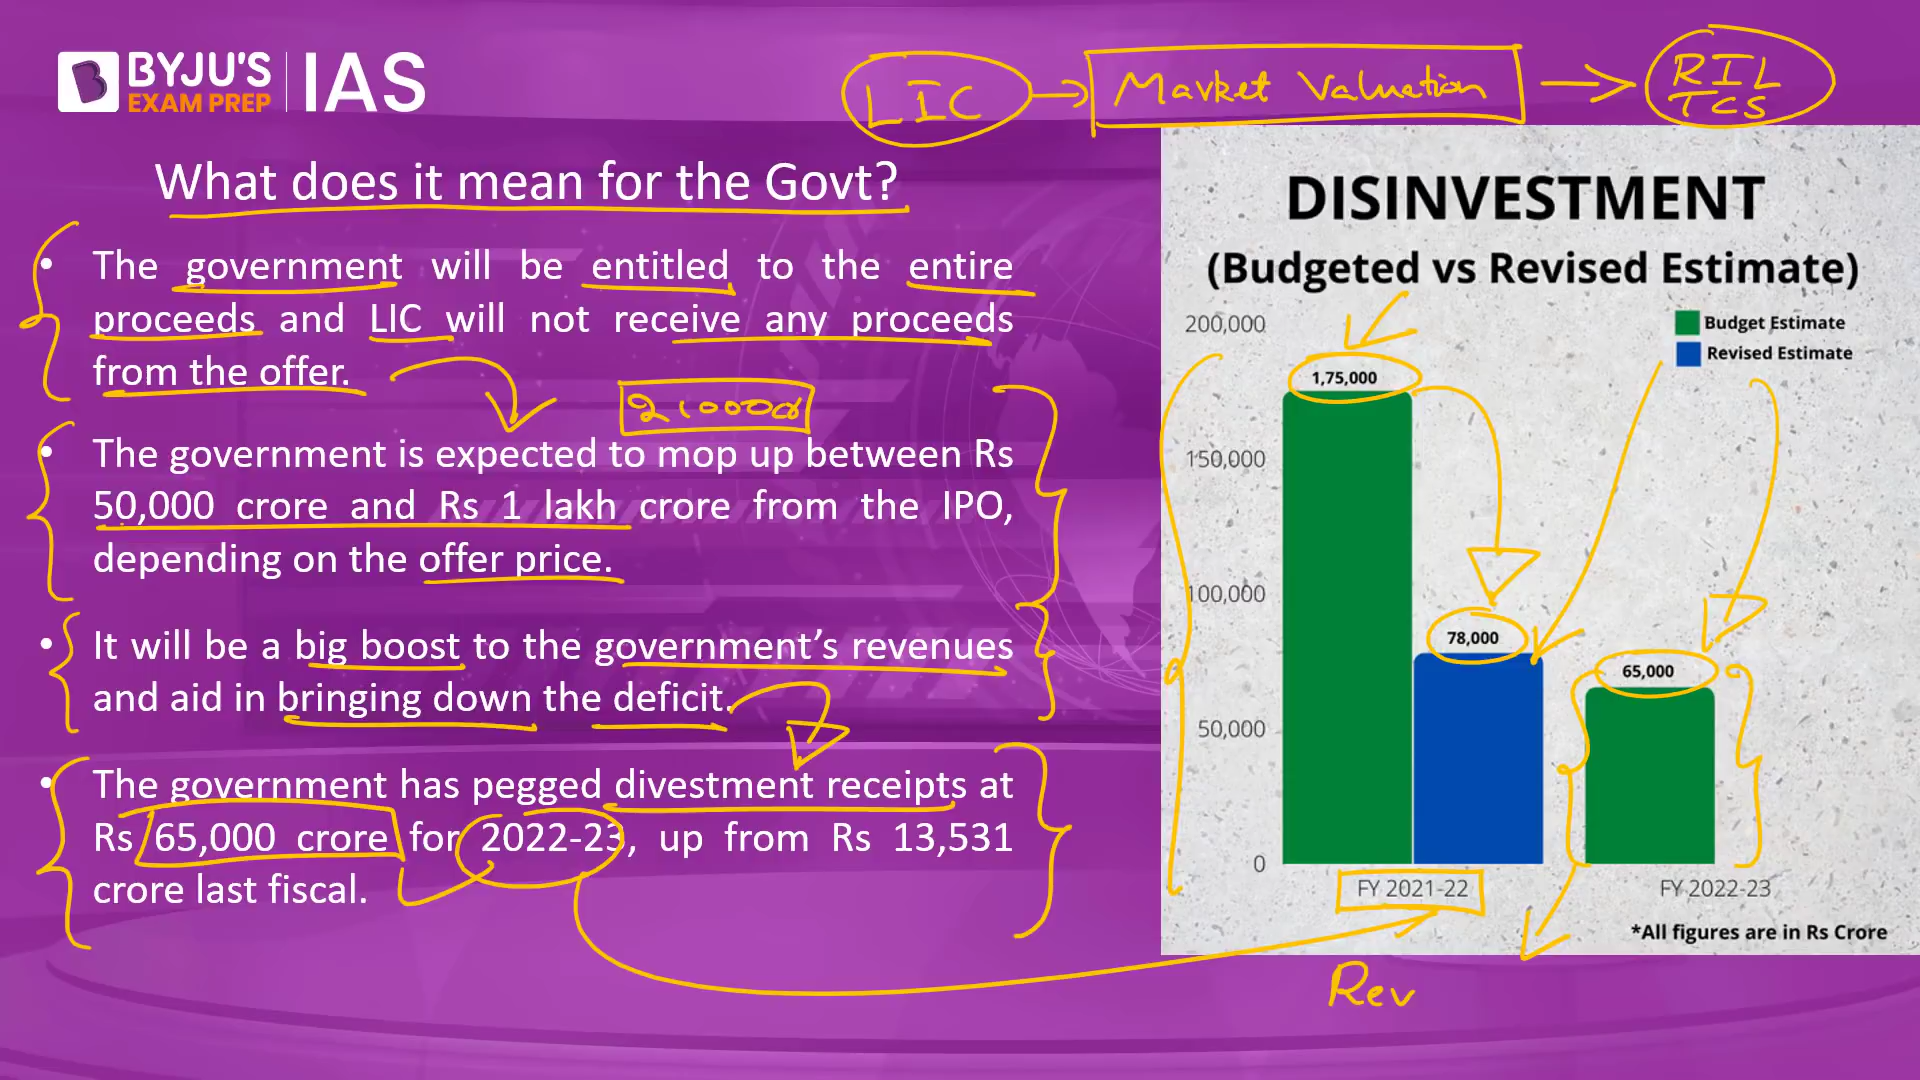 BYJU'S
EXAM PREP
IAS
LIC
Market Valuation
RIL
TCS
What does it mean for the Govt?
• The government will be entitled to the entire
proceeds and LIC will not receive any proceeds
from the offer.
• The government is expected to mop up between Rs
50,000 crore and Rs 1 lakh crore from the IPO,
depending on the offer price.
• It will be a big boost to the government’s revenues
and aid in bringing down the deficit.
• The government has pegged divestment receipts at
Rs 65,000 crore for 2022-23, up from Rs 13,531
crore last fiscal.
DISINVESTMENT
(Budgeted vs Revised Estimate)
Budget Estimate
Revised Estimate
200,000
150,000
100,000
50,000
0
1,75,000
78,000
65,000
FY 2021-22
FY 2022-23
*All figures are in Rs Crore
Rev